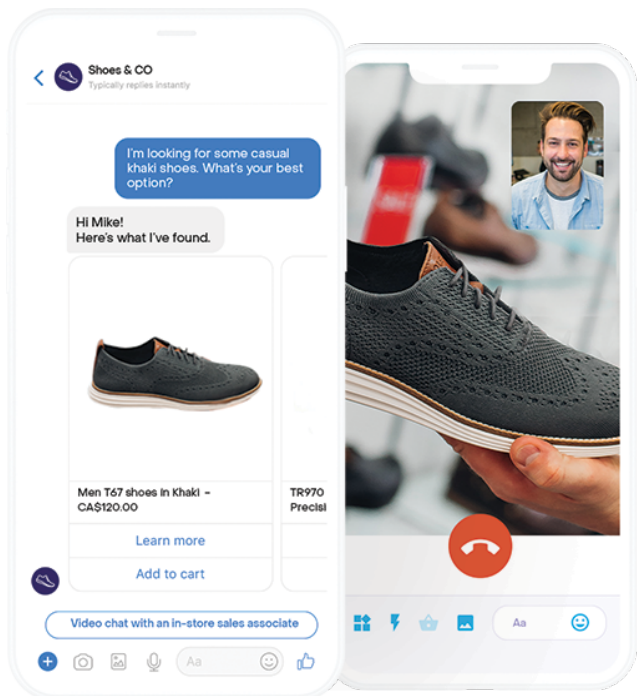 Shoes & CO
Typically replies instantly
I'm looking for some casual
khaki shoes. What's your best
option?
Hi Mike!
Here's what I've found.
Men T67 shoes in Khaki -
CA$120.00
TR970
Precisi
Learn more
Add to cart
Video chat with an in-store sales associate
Aa
Aa